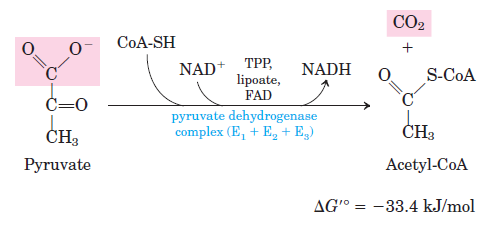 CO₂
+
CoA-SH
NAD⁺
TPP,
lipoate,
FAD
NADH
O O⁻
C
C=O
CH₃
pyruvate dehydrogenase
complex (E₁ + E₂ + E₃)
O S-CoA
C
CH₃
Pyruvate
Acetyl-CoA
ΔG′° = −33.4 kJ/mol